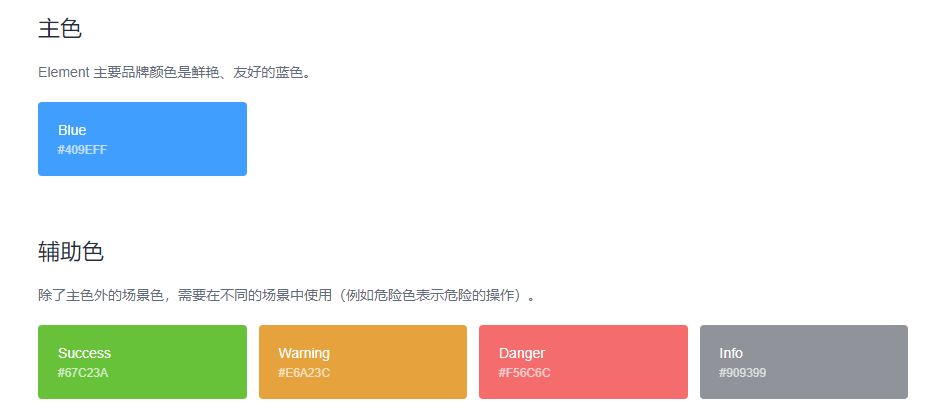 主色
Element 主要品牌颜色是鲜艳、友好的蓝色。
Blue
#409EFF
辅助色
除了主色外的场景色，需要在不同的场景中使用（例如危险色表示危险的操作）。
Success
#67C23A
Warning
#E6A23C
Danger
#F56C6C
Info
#909399